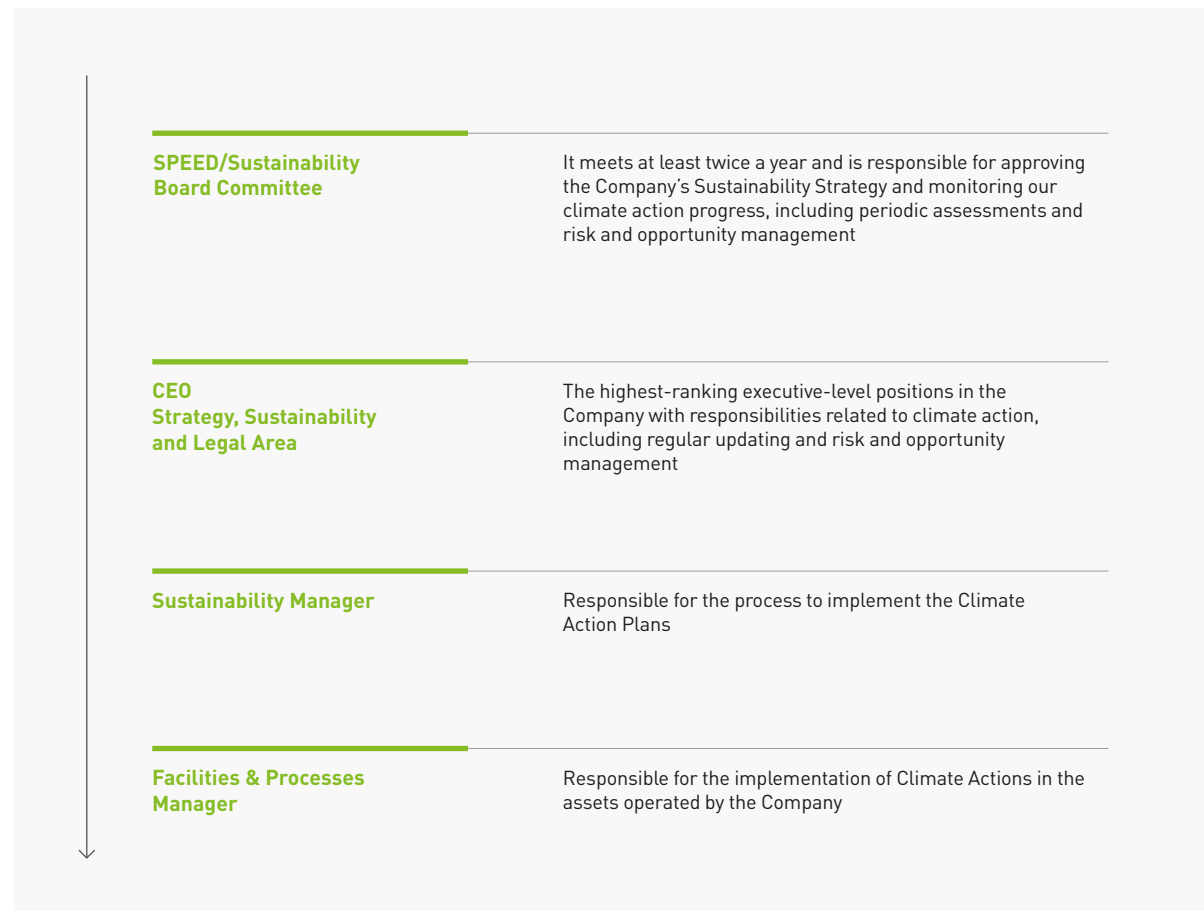 SPEED/Sustainability
Board Committee
It meets at least twice a year and is responsible for approving
the Company’s Sustainability Strategy and monitoring our
climate action progress, including periodic assessments and
risk and opportunity management
CEO
Strategy, Sustainability
and Legal Area
The highest-ranking executive-level positions in the
Company with responsibilities related to climate action,
including regular updating and risk and opportunity
management
Sustainability Manager
Responsible for the process to implement the Climate
Action Plans
Facilities & Processes
Manager
Responsible for the implementation of Climate Actions in the
assets operated by the Company